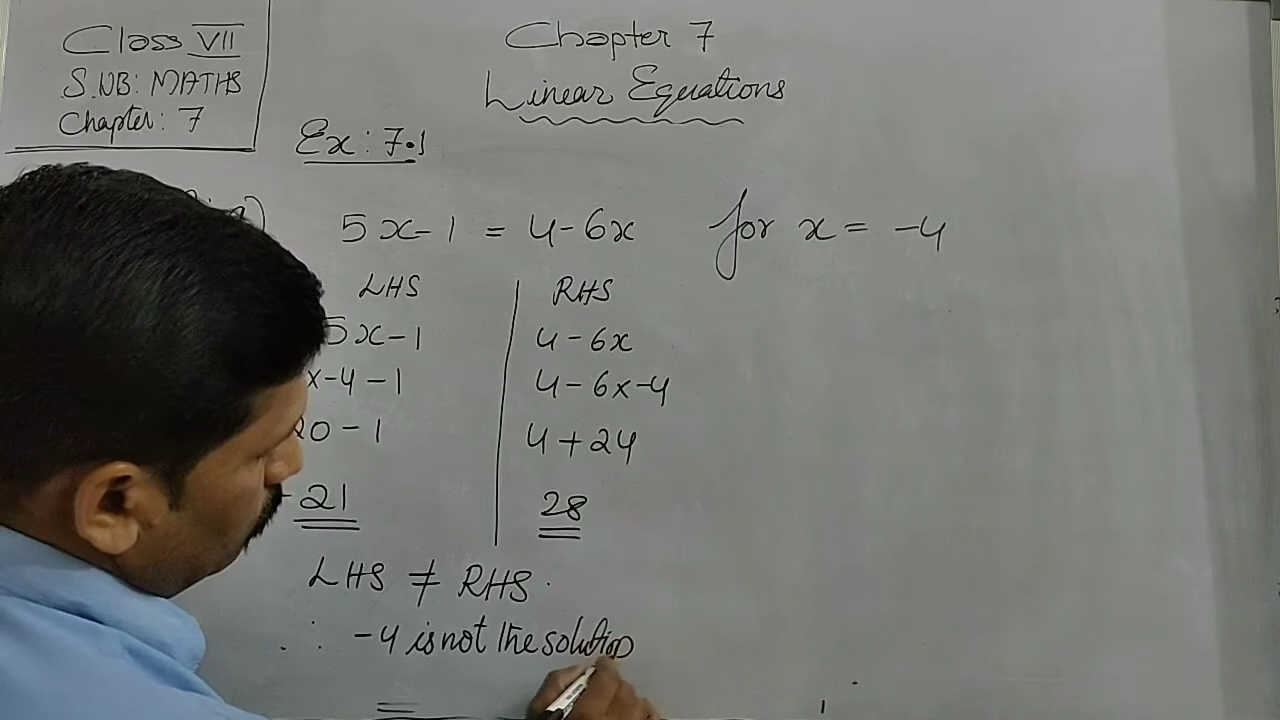 Class VII
SUB: MATHS
Chapter: 7
Chapter 7
Linear Equations
Ex: 7.1
5x-1 = 4-6x for x = -4
LHS RHS
5x-1 4-6x
x-4-1 4-6x-4
20-1 4+24
-21 28
LHS ≠ RHS.
∴ -4 is not the solution